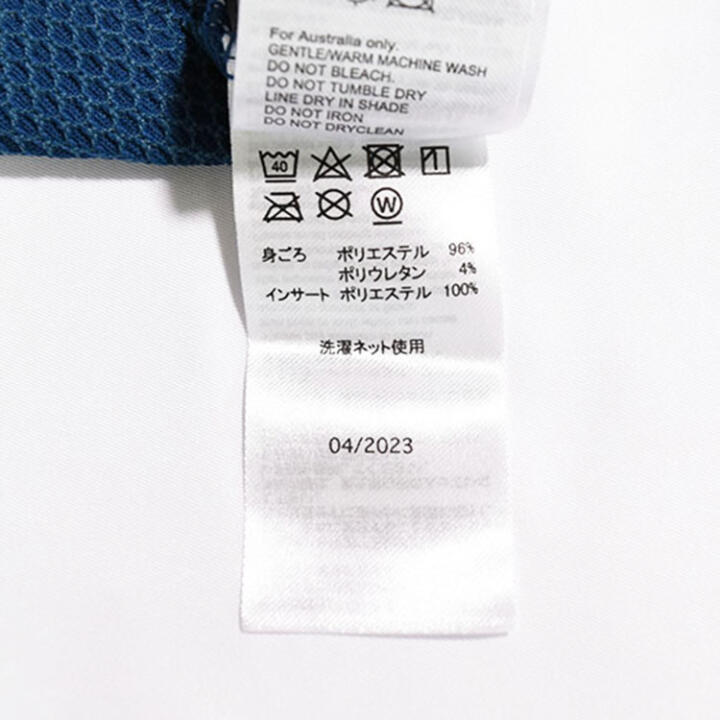 For Australia only.
GENTLE/WARM MACHINE WASH
DO NOT BLEACH.
DO NOT TUMBLE DRY
LINE DRY IN SHADE
DO NOT IRON
DO NOT DRYCLEAN
40
W
身ごろ ポリエステル 96%
ポリウレタン 4%
インサート ポリエステル 100%
洗濯ネット使用
04/2023